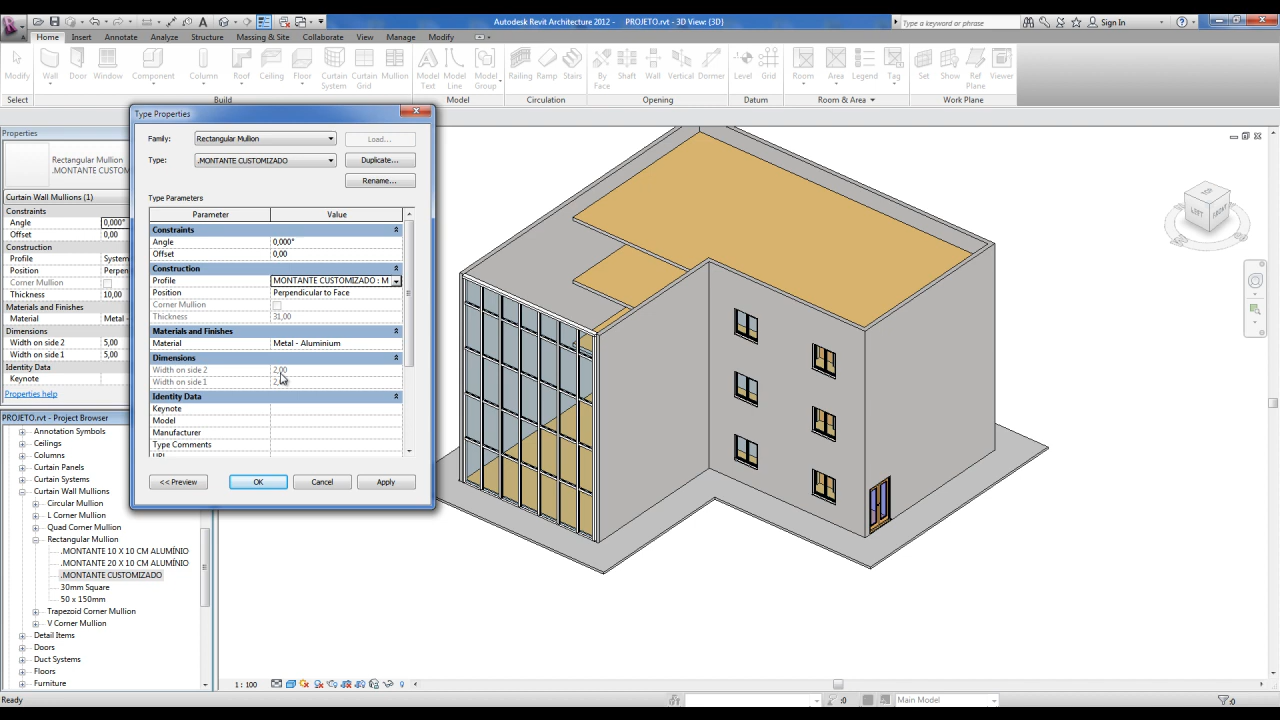 Autodesk Revit Architecture 2012 - PROJETO.rvt - 3D View: {3D}
Type a keyword or phrase
Sign In
Home Insert Annotate Analyze Structure Massing & Site Collaborate View Manage Modify
Modify Wall Door Window Component Column Roof Ceiling Floor Curtain System Curtain Grid Mullion Model Text Model Line Model Group Railing Ramp Stairs By Face Shaft Wall Vertical Dormer Level Grid Room Area Legend Tag Set Show Ref Plane Viewer
Select Build Model Circulation Opening Datum Room & Area Work Plane
Properties
Rectangular Mullion
.MONTANTE CUSTOM
Curtain Wall Mullions (1)
Constraints
Angle 0,000°
Offset 0,00
Construction
Profile System
Position Perpen
Corner Mullion
Thickness 10,00
Materials and Finishes
Material Metal -
Dimensions
Width on side 2 5,00
Width on side 1 5,00
Identity Data
Keynote
Properties help
PROJETO.rvt - Project Browser
Annotation Symbols
Ceilings
Columns
Curtain Panels
Curtain Systems
Curtain Wall Mullions
Circular Mullion
L Corner Mullion
Quad Corner Mullion
Rectangular Mullion
.MONTANTE 10 X 10 CM ALUMÍNIO
.MONTANTE 20 X 10 CM ALUMÍNIO
.MONTANTE CUSTOMIZADO
30mm Square
50 x 150mm
Trapezoid Corner Mullion
V Corner Mullion
Detail Items
Doors
Duct Systems
Floors
Furniture
Type Properties
Family: Rectangular Mullion Load...
Type: .MONTANTE CUSTOMIZADO Duplicate...
Rename...
Type Parameters
Parameter Value
Constraints
Angle 0,000°
Offset 0,00
Construction
Profile MONTANTE CUSTOMIZADO : M
Position Perpendicular to Face
Corner Mullion
Thickness 31,00
Materials and Finishes
Material Metal - Aluminium
Dimensions
Width on side 2 2,00
Width on side 1
Identity Data
Keynote
Model
Manufacturer
Type Comments
URL
<< Preview OK Cancel Apply
TOP
LEFT
FRONT
1 : 100
Ready
:0
Main Model
:0